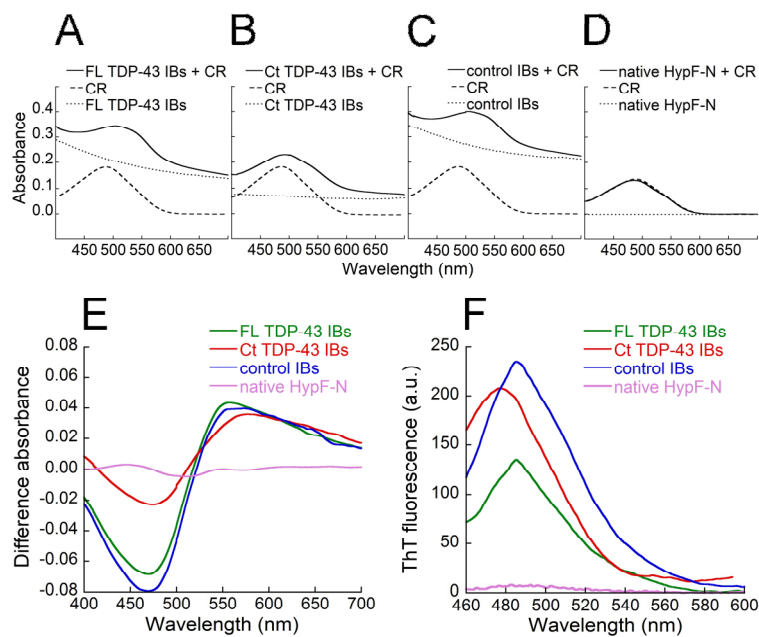 A B C D
FL TDP-43 IBs + CR
CR
FL TDP-43 IBs
Ct TDP-43 IBs + CR
CR
Ct TDP-43 IBs
control IBs + CR
CR
control IBs
native HypF-N + CR
CR
native HypF-N
Absorbance
0.4
0.3
0.2
0.1
0.0
450 500 550 600 650
450 500 550 600 650
450 500 550 600 650
450 500 550 600 650
Wavelength (nm)
E
FL TDP-43 IBs
Ct TDP-43 IBs
control IBs
native HypF-N
Difference absorbance
0.08
0.06
0.04
0.02
0.00
-0.02
-0.04
-0.06
-0.08
400 450 500 550 600 650 700
Wavelength (nm)
F
FL TDP-43 IBs
Ct TDP-43 IBs
control IBs
native HypF-N
ThT fluorescence (a.u.)
250
200
150
100
50
0
460 480 500 520 540 560 580 600
Wavelength (nm)